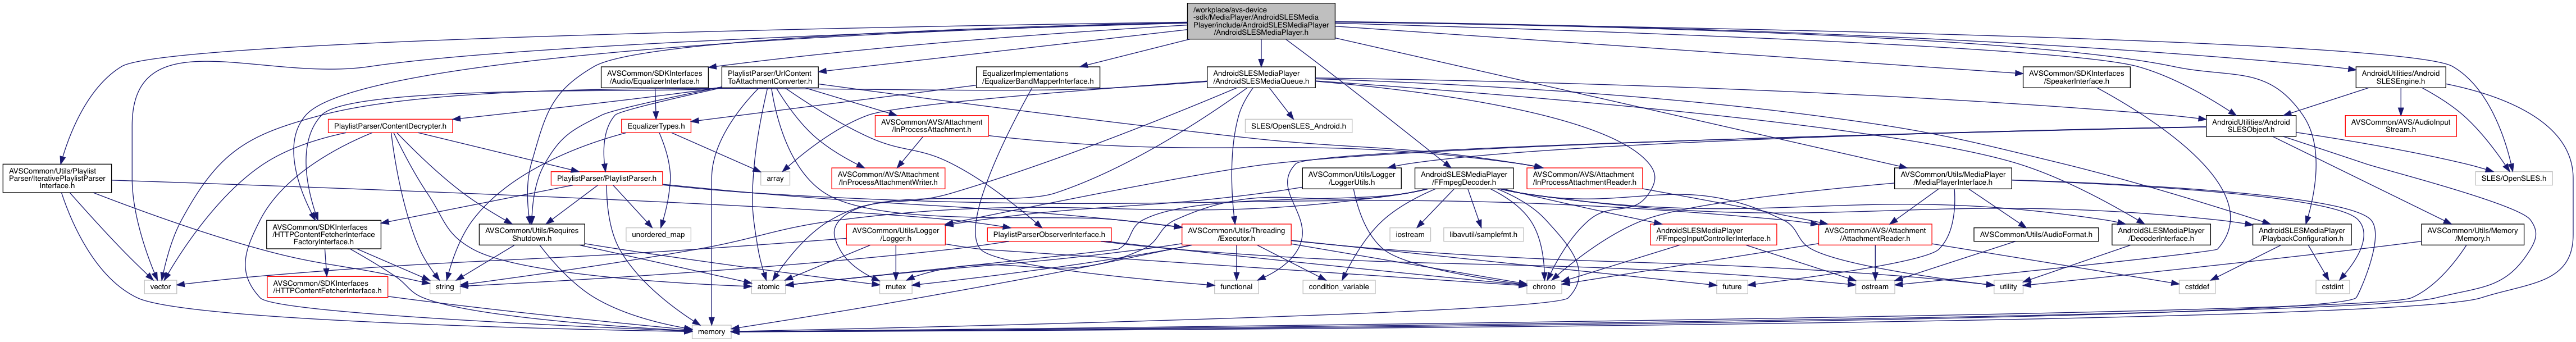 /workplace/avs-device
-sdk/MediaPlayer/AndroidSLESMedia
Player/include/AndroidSLESMediaPlayer
/AndroidSLESMediaPlayer.h
AVSCommon/SDKInterfaces
/Audio/EqualizerInterface.h
PlaylistParser/UrlContent
ToAttachmentConverter.h
EqualizerImplementations
/EqualizerBandMapperInterface.h
AndroidSLESMediaPlayer
/AndroidSLESMediaQueue.h
AVSCommon/SDKInterfaces
/SpeakerInterface.h
AndroidUtilities/Android
SLESEngine.h
PlaylistParser/ContentDecrypter.h
EqualizerTypes.h
AVSCommon/AVS/Attachment
/InProcessAttachment.h
SLES/OpenSLES_Android.h
AndroidUtilities/Android
SLESObject.h
AVSCommon/AVS/AudioInput
Stream.h
AVSCommon/Utils/Playlist
Parser/IterativePlaylistParser
Interface.h
PlaylistParser/PlaylistParser.h
array
AVSCommon/AVS/Attachment
/InProcessAttachmentWriter.h
AVSCommon/Utils/Logger
/LoggerUtils.h
AndroidSLESMediaPlayer
/FFmpegDecoder.h
AVSCommon/AVS/Attachment
/InProcessAttachmentReader.h
AVSCommon/Utils/MediaPlayer
/MediaPlayerInterface.h
SLES/OpenSLES.h
AVSCommon/SDKInterfaces
/HTTPContentFetcherInterface
FactoryInterface.h
AVSCommon/Utils/Requires
Shutdown.h
unordered_map
AVSCommon/Utils/Logger
/Logger.h
PlaylistParserObserverInterface.h
AVSCommon/Utils/Threading
/Executor.h
iostream
libavutil/samplefmt.h
AndroidSLESMediaPlayer
/FFmpegInputControllerInterface.h
AVSCommon/AVS/Attachment
/AttachmentReader.h
AVSCommon/Utils/AudioFormat.h
AndroidSLESMediaPlayer
/DecoderInterface.h
AndroidSLESMediaPlayer
/PlaybackConfiguration.h
AVSCommon/Utils/Memory
/Memory.h
vector
AVSCommon/SDKInterfaces
/HTTPContentFetcherInterface.h
string
atomic
mutex
functional
condition_variable
chrono
future
ostream
utility
cstddef
cstdint
memory